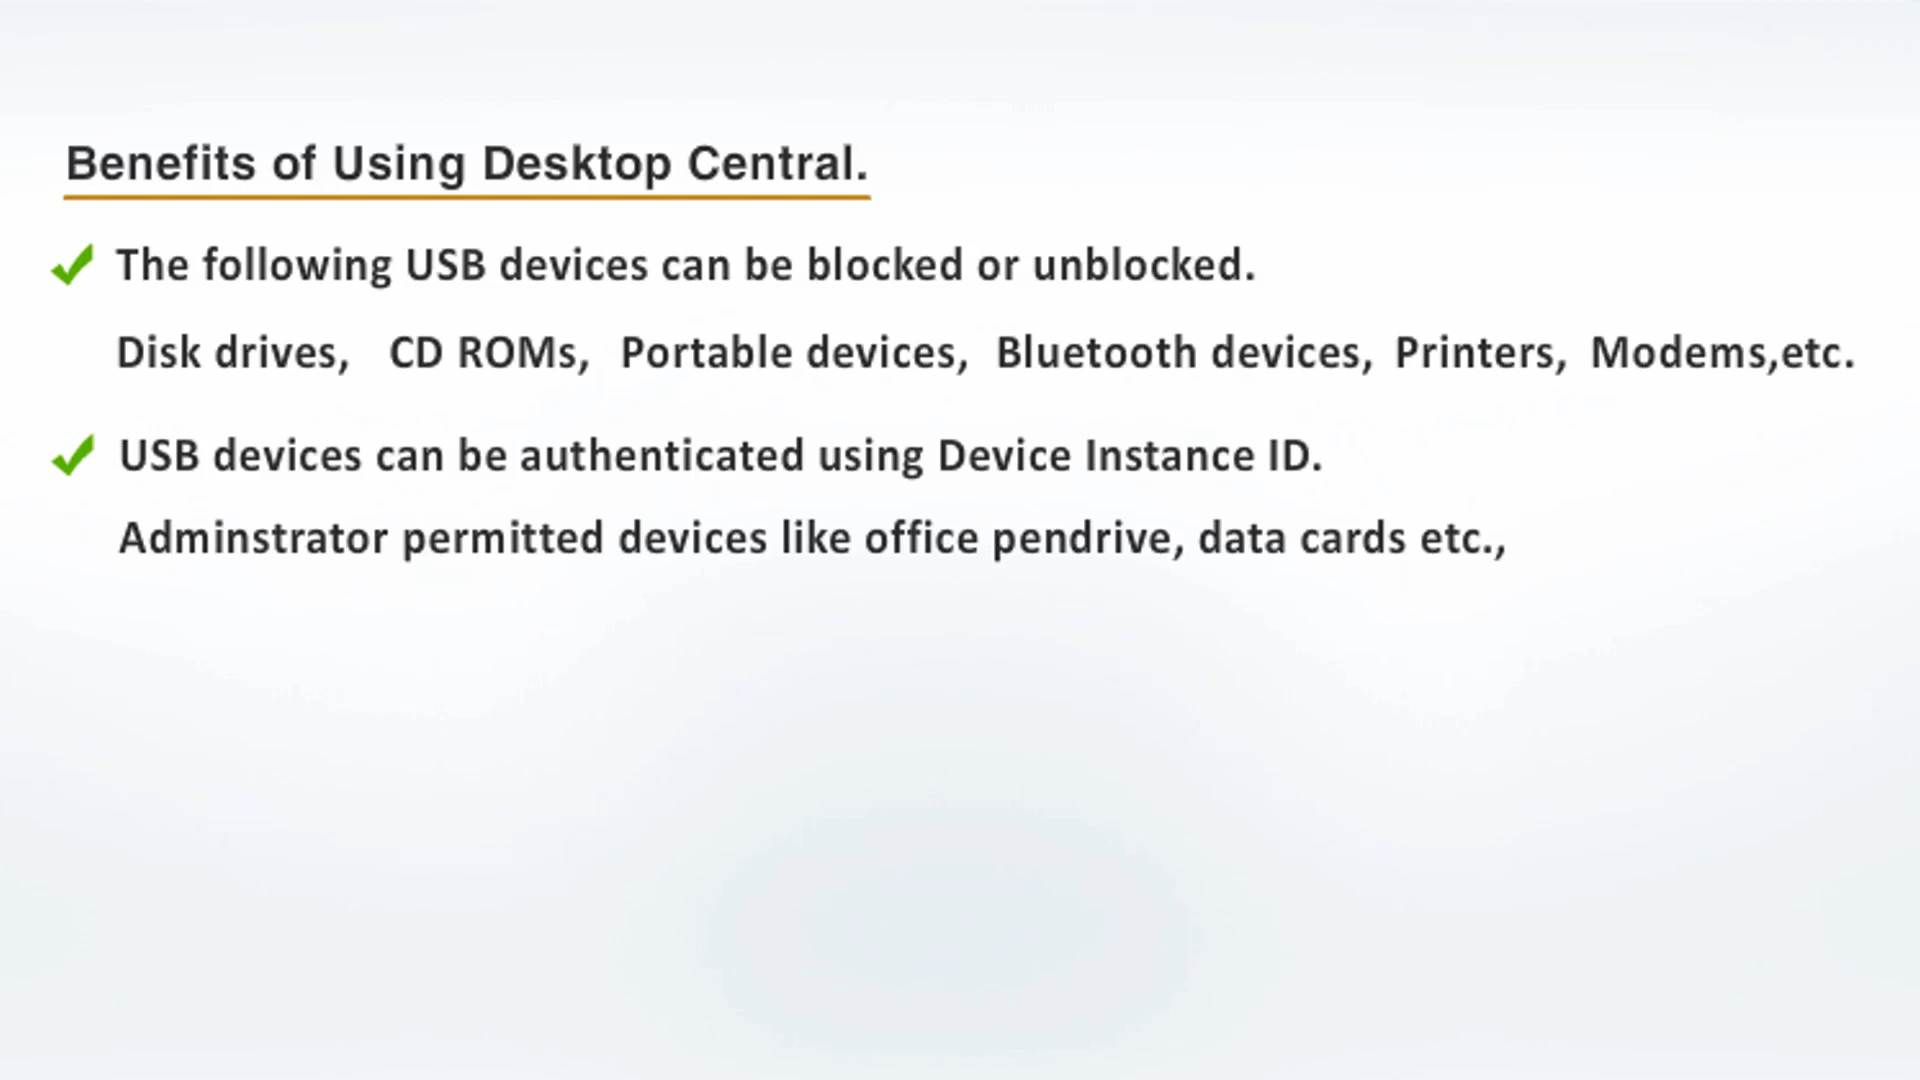 Benefits of Using Desktop Central.
The following USB devices can be blocked or unblocked.
Disk drives, CD ROMs, Portable devices, Bluetooth devices, Printers, Modems,etc.
USB devices can be authenticated using Device Instance ID.
Adminstrator permitted devices like office pendrive, data cards etc.,